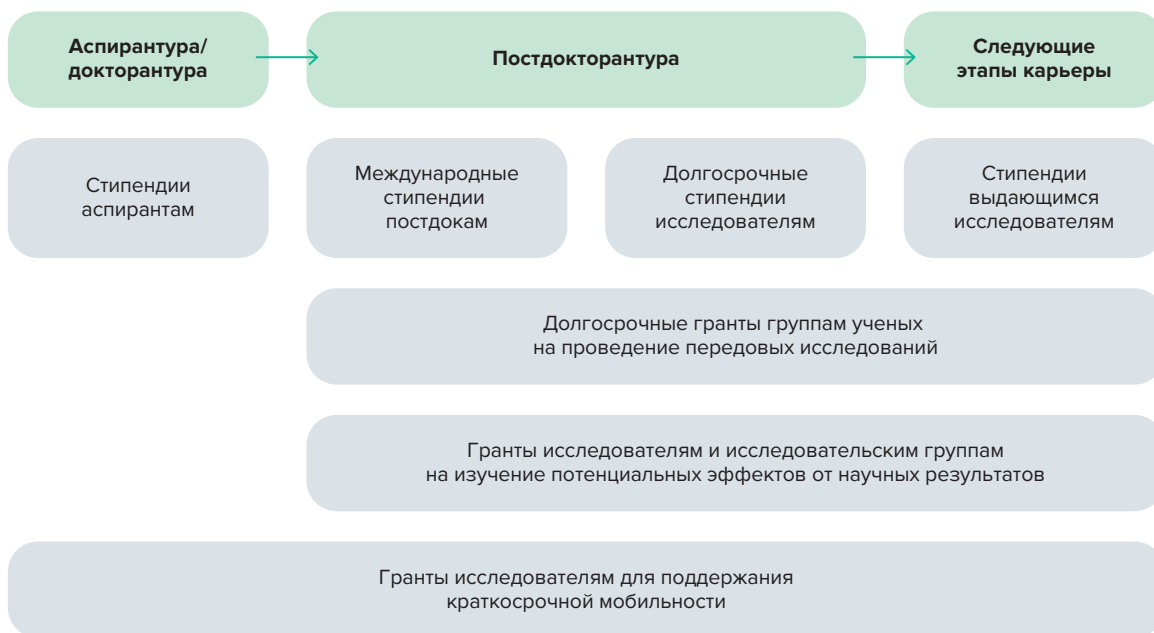 Аспирантура/
докторантура
Постдокторантура
Следующие
этапы карьеры
Стипендии
аспирантам
Международные
стипендии
постдокам
Долгосрочные
стипендии
исследователям
Стипендии
выдающимся
исследователям
Долгосрочные гранты группам ученых
на проведение передовых исследований
Гранты исследователям и исследовательским группам
на изучение потенциальных эффектов от научных результатов
Гранты исследователям для поддержания
краткосрочной мобильности